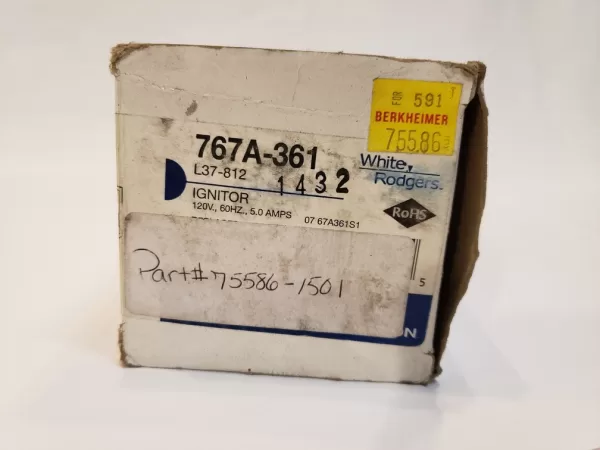 FOR 591
BERKHEIMER
75586
767A-361
White,
Rodgers.
L37-812
1432
IGNITOR
RoHS
120V., 60HZ., 5.0 AMPS 07 67A361S1
5
Part# 75586-1501
N